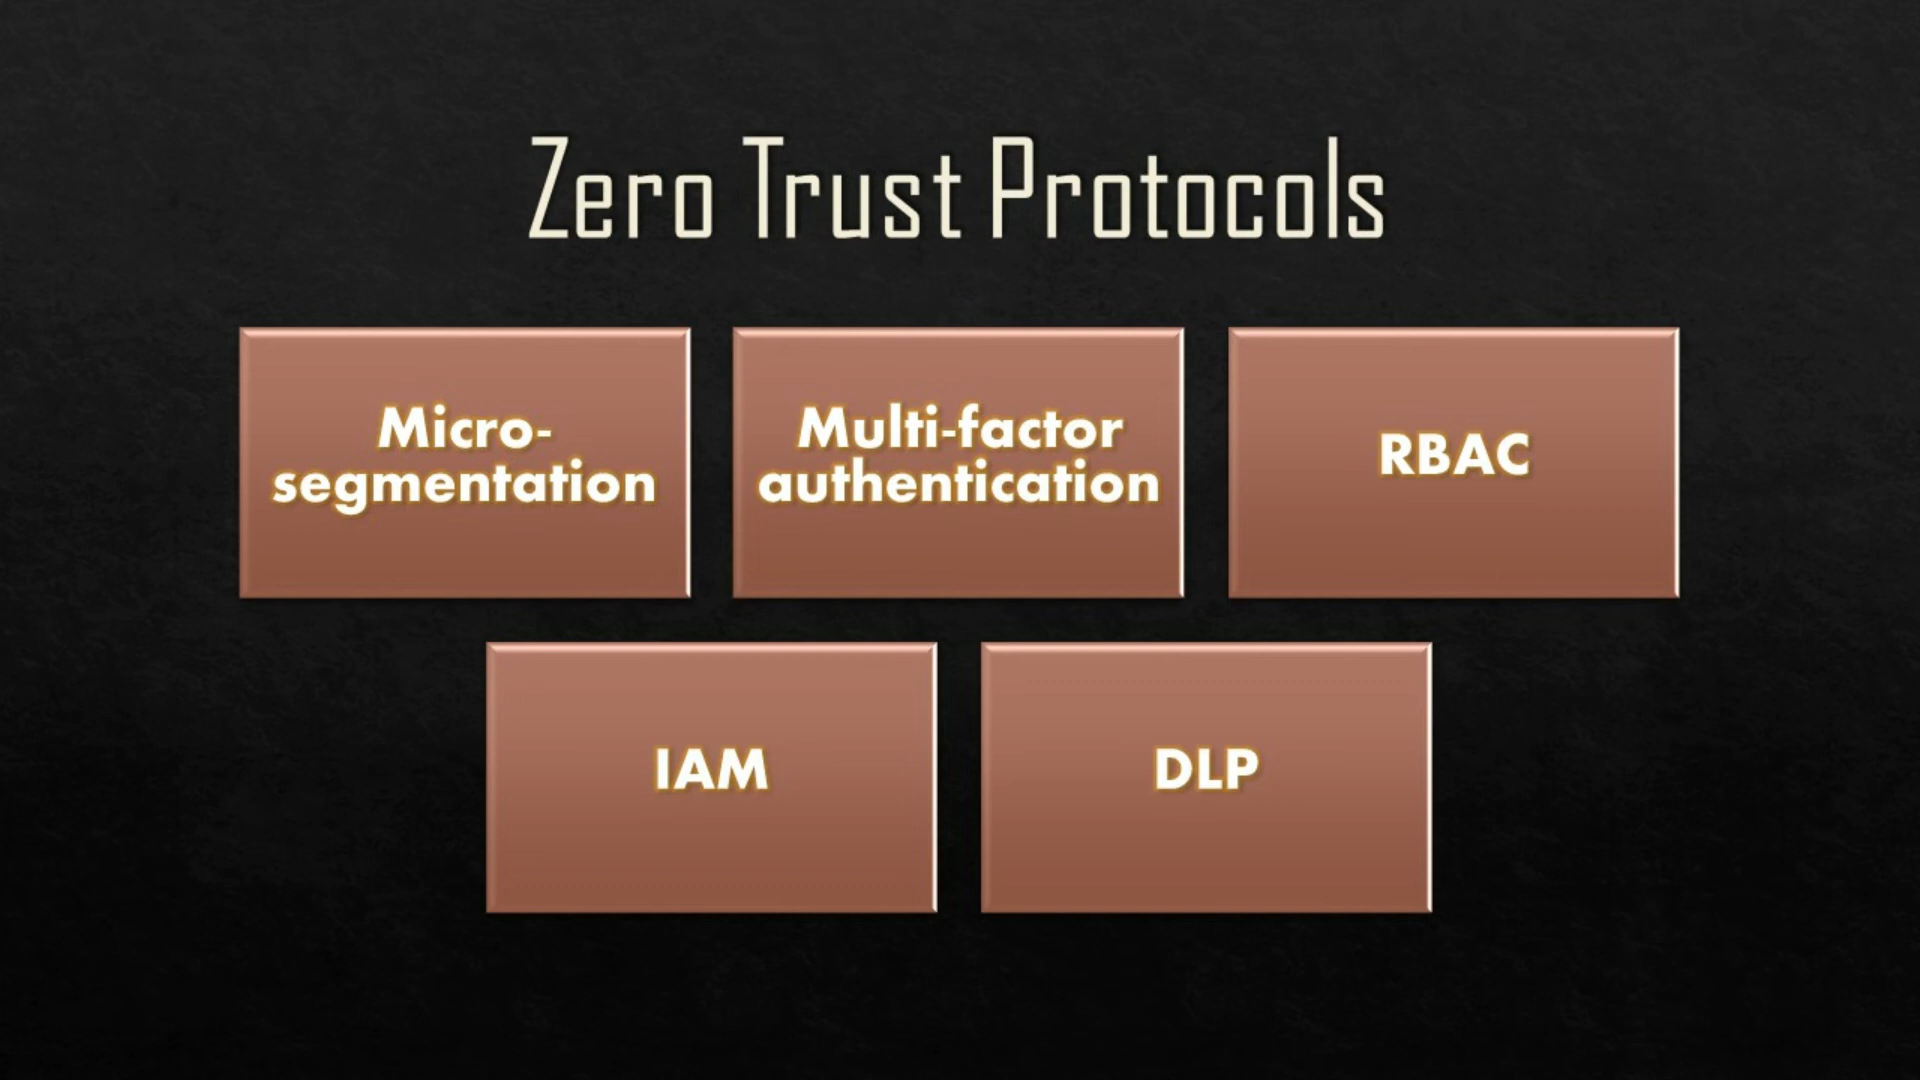 Zero Trust Protocols
Micro-
segmentation
Multi-factor
authentication
RBAC
IAM
DLP